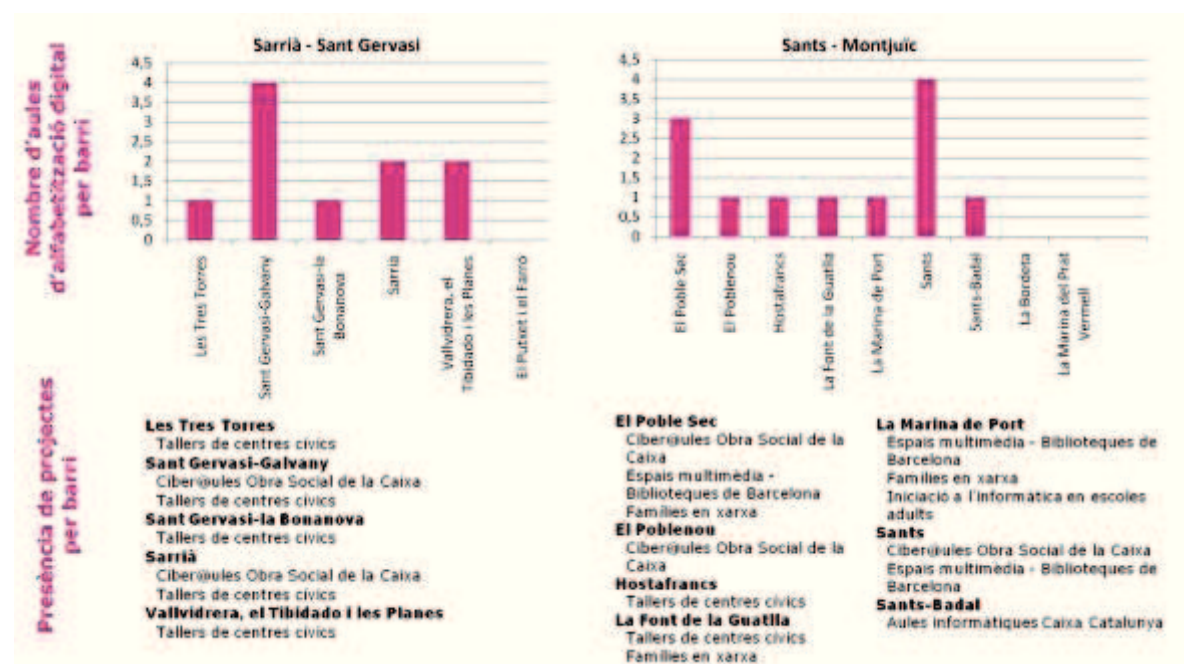 Nombre d'aules
d'alfabetització digital
per barri
Sarrià - Sant Gervasi
4,5
4
3,5
3
2,5
2
1,5
1
0,5
0
Les Tres Torres
Sant Gervasi-Galvany
Sant Gervasi-la
Bonanova
Sarrià
Vallvidrera, el
Tibidado i les Planes
El Putxet i el Farró
Sants - Montjuïc
4,5
4
3,5
3
2,5
2
1,5
1
0,5
0
El Poble Sec
El Poblenou
Hostafrancs
La Font de la Guatlla
La Marina de Port
Sants
Sants-Badal
La Bordeta
La Marina del Prat
Vermell
Presència de projectes
per barri
Les Tres Torres
Tallers de centres cívics
Sant Gervasi-Galvany
Ciber@ules Obra Social de la Caixa
Tallers de centres cívics
Sant Gervasi-la Bonanova
Tallers de centres cívics
Sarrià
Ciber@ules Obra Social de la Caixa
Tallers de centres cívics
Vallvidrera, el Tibidado i les Planes
Tallers de centres cívics
El Poble Sec
Ciber@ules Obra Social de la
Caixa
Espais multimèdia -
Biblioteques de Barcelona
Famílies en xarxa
El Poblenou
Ciber@ules Obra Social de la
Caixa
Hostafrancs
Tallers de centres cívics
La Font de la Guatlla
Tallers de centres cívics
Famílies en xarxa
La Marina de Port
Espais multimèdia - Biblioteques de
Barcelona
Famílies en xarxa
Iniciació a l'informàtica en escoles
adults
Sants
Ciber@ules Obra Social de la Caixa
Espais multimèdia - Biblioteques de
Barcelona
Sants-Badal
Aules informàtiques Caixa Catalunya